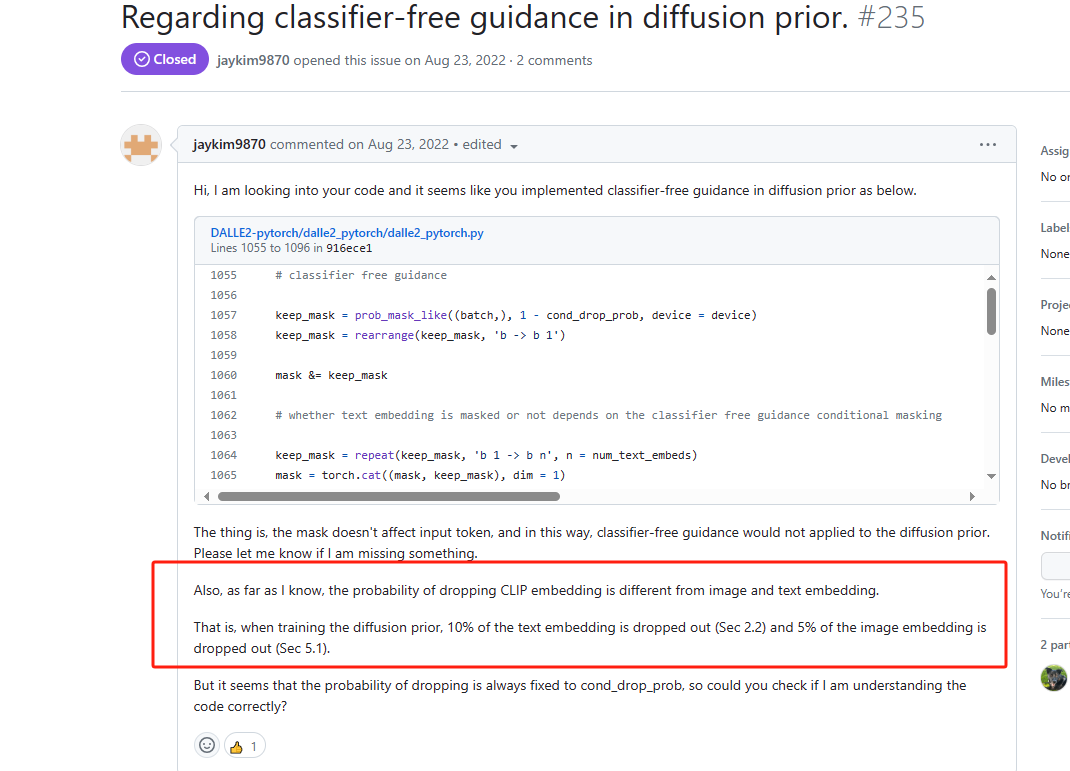 Regarding classifier-free guidance in diffusion prior. #235
Closed jaykim9870 opened this issue on Aug 23, 2022 · 2 comments
jaykim9870 commented on Aug 23, 2022 • edited
Hi, I am looking into your code and it seems like you implemented classifier-free guidance in diffusion prior as below.
DALLE2-pytorch/dalle2_pytorch/dalle2_pytorch.py
Lines 1055 to 1096 in 916ece1
1055 # classifier free guidance
1056
1057 keep_mask = prob_mask_like((batch,), 1 - cond_drop_prob, device = device)
1058 keep_mask = rearrange(keep_mask, 'b -> b 1')
1059
1060 mask &= keep_mask
1061
1062 # whether text embedding is masked or not depends on the classifier free guidance conditional masking
1063
1064 keep_mask = repeat(keep_mask, 'b 1 -> b n', n = num_text_embeds)
1065 mask = torch.cat((mask, keep_mask), dim = 1)
The thing is, the mask doesn't affect input token, and in this way, classifier-free guidance would not applied to the diffusion prior.
Please let me know if I am missing something.
Also, as far as I know, the probability of dropping CLIP embedding is different from image and text embedding.
That is, when training the diffusion prior, 10% of the text embedding is dropped out (Sec 2.2) and 5% of the image embedding is
dropped out (Sec 5.1).
But it seems that the probability of dropping is always fixed to cond_drop_prob, so could you check if I am understanding the
code correctly?
👍 1
Assig
No or
Label
None
Proje
None
Miles
No m
Devel
No br
Notifi
You're
2 part